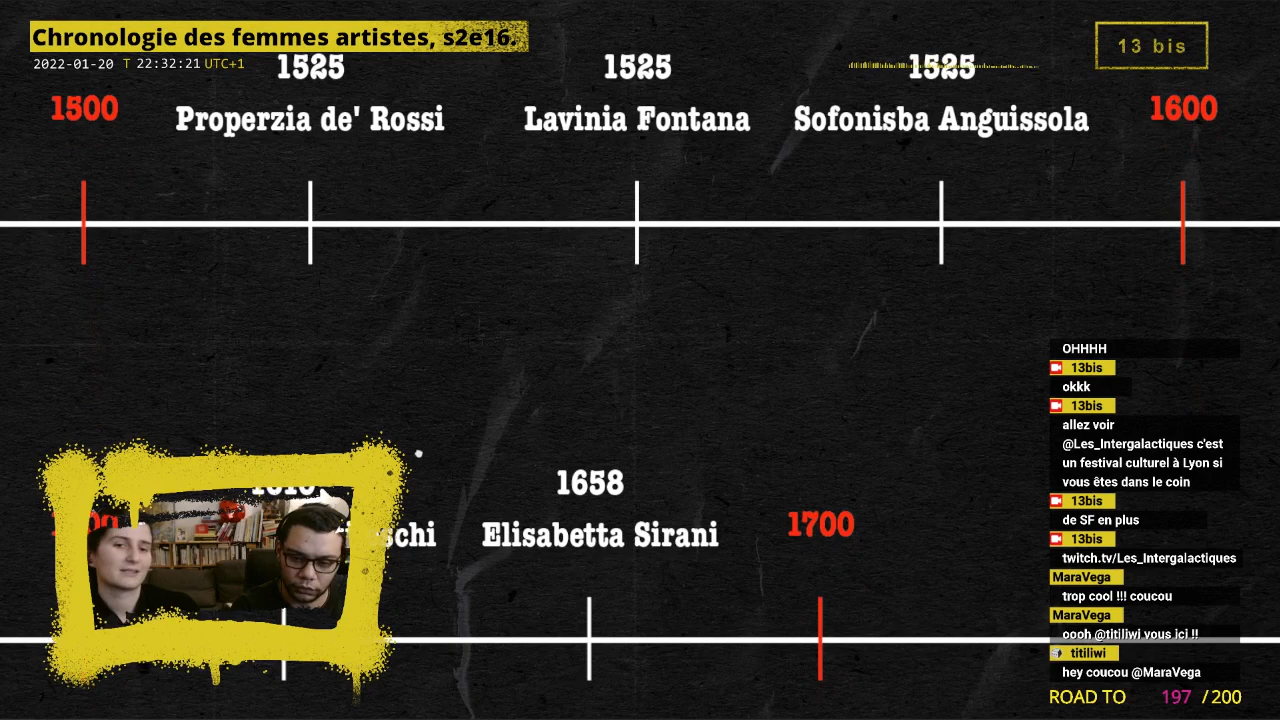 Chronologie des femmes artistes, s2e16.
2022-01-20 T 22:32:21 UTC+1
13 bis
1525
1525
1525
1500
Properzia de' Rossi
Lavinia Fontana
Sofonisba Anguissola
1600
OHHHH
13bis
okkk
13bis
allez voir
@Les_Intergalactiques c'est
un festival culturel à Lyon si
vous êtes dans le coin
13bis
de SF en plus
13bis
twitch.tv/Les_Intergalactiques
MaraVega
trop cool !!! coucou
MaraVega
oooh @titiliwi vous ici !!
titiliwi
hey coucou @MaraVega
ROAD TO 197 /200
1658
schi
Elisabetta Sirani
1700